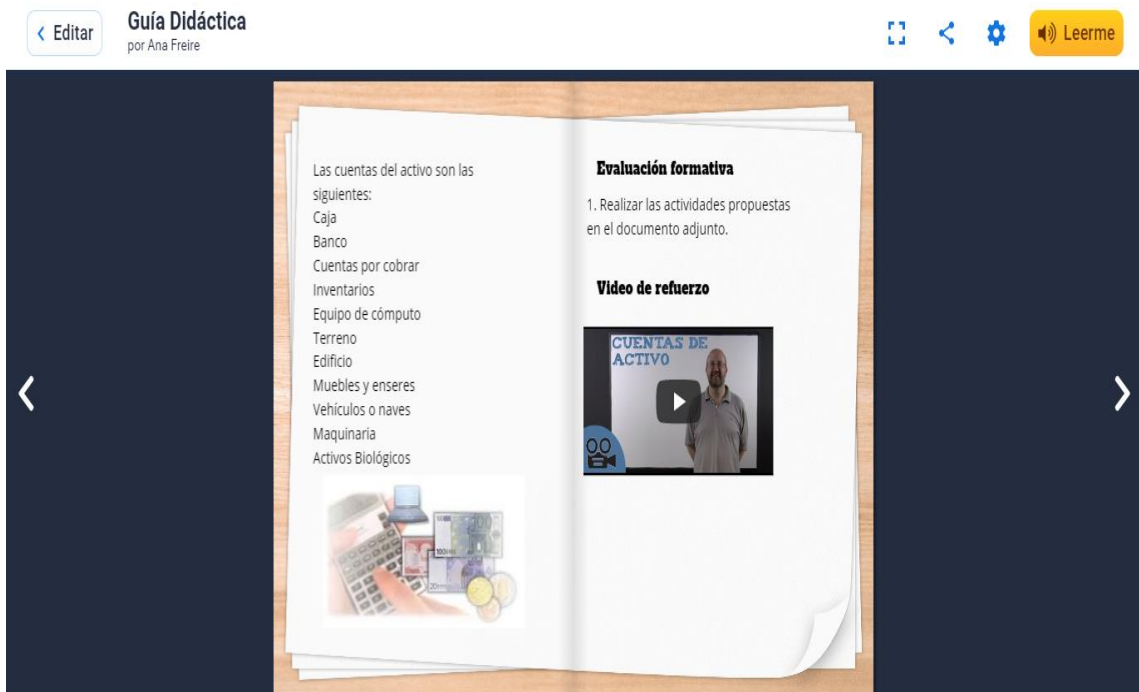 Editar
Guía Didáctica
por Ana Freire
Leerme
Las cuentas del activo son las
siguientes:
Caja
Banco
Cuentas por cobrar
Inventarios
Equipo de cómputo
Terreno
Edificio
Muebles y enseres
Vehículos o naves
Maquinaria
Activos Biológicos
Evaluación formativa
1. Realizar las actividades propuestas
en el documento adjunto.
Video de refuerzo
CUENTAS DE
ACTIVO